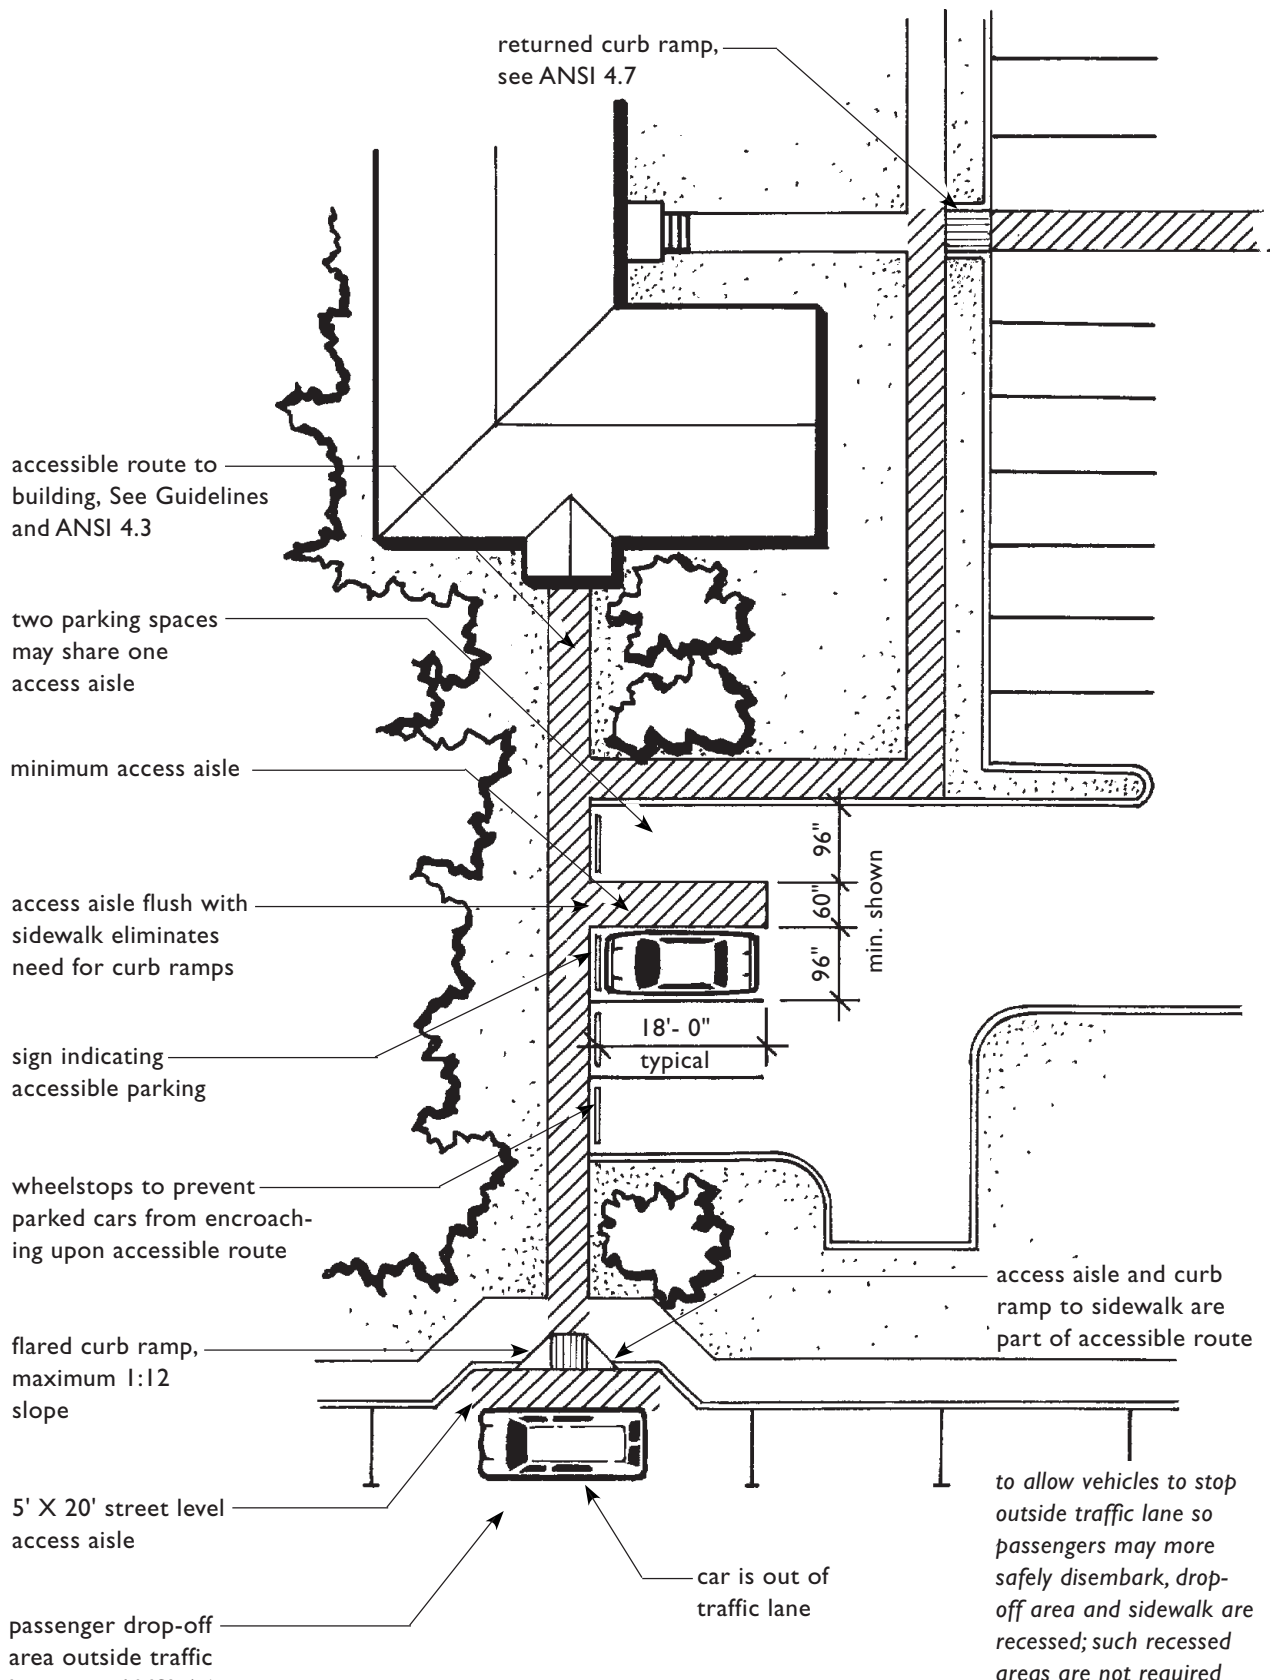 returned curb ramp,
see ANSI 4.7
accessible route to
building, See Guidelines
and ANSI 4.3
two parking spaces
may share one
access aisle
minimum access aisle
96"
60"
96"
min. shown
access aisle flush with
sidewalk eliminates
need for curb ramps
18'- 0"
typical
sign indicating
accessible parking
wheelstops to prevent
parked cars from encroach-
ing upon accessible route
access aisle and curb
ramp to sidewalk are
part of accessible route
flared curb ramp,
maximum 1:12
slope
5' X 20' street level
access aisle
car is out of
traffic lane
passenger drop-off
area outside traffic
to allow vehicles to stop
outside traffic lane so
passengers may more
safely disembark, drop-
off area and sidewalk are
recessed; such recessed
areas are not required